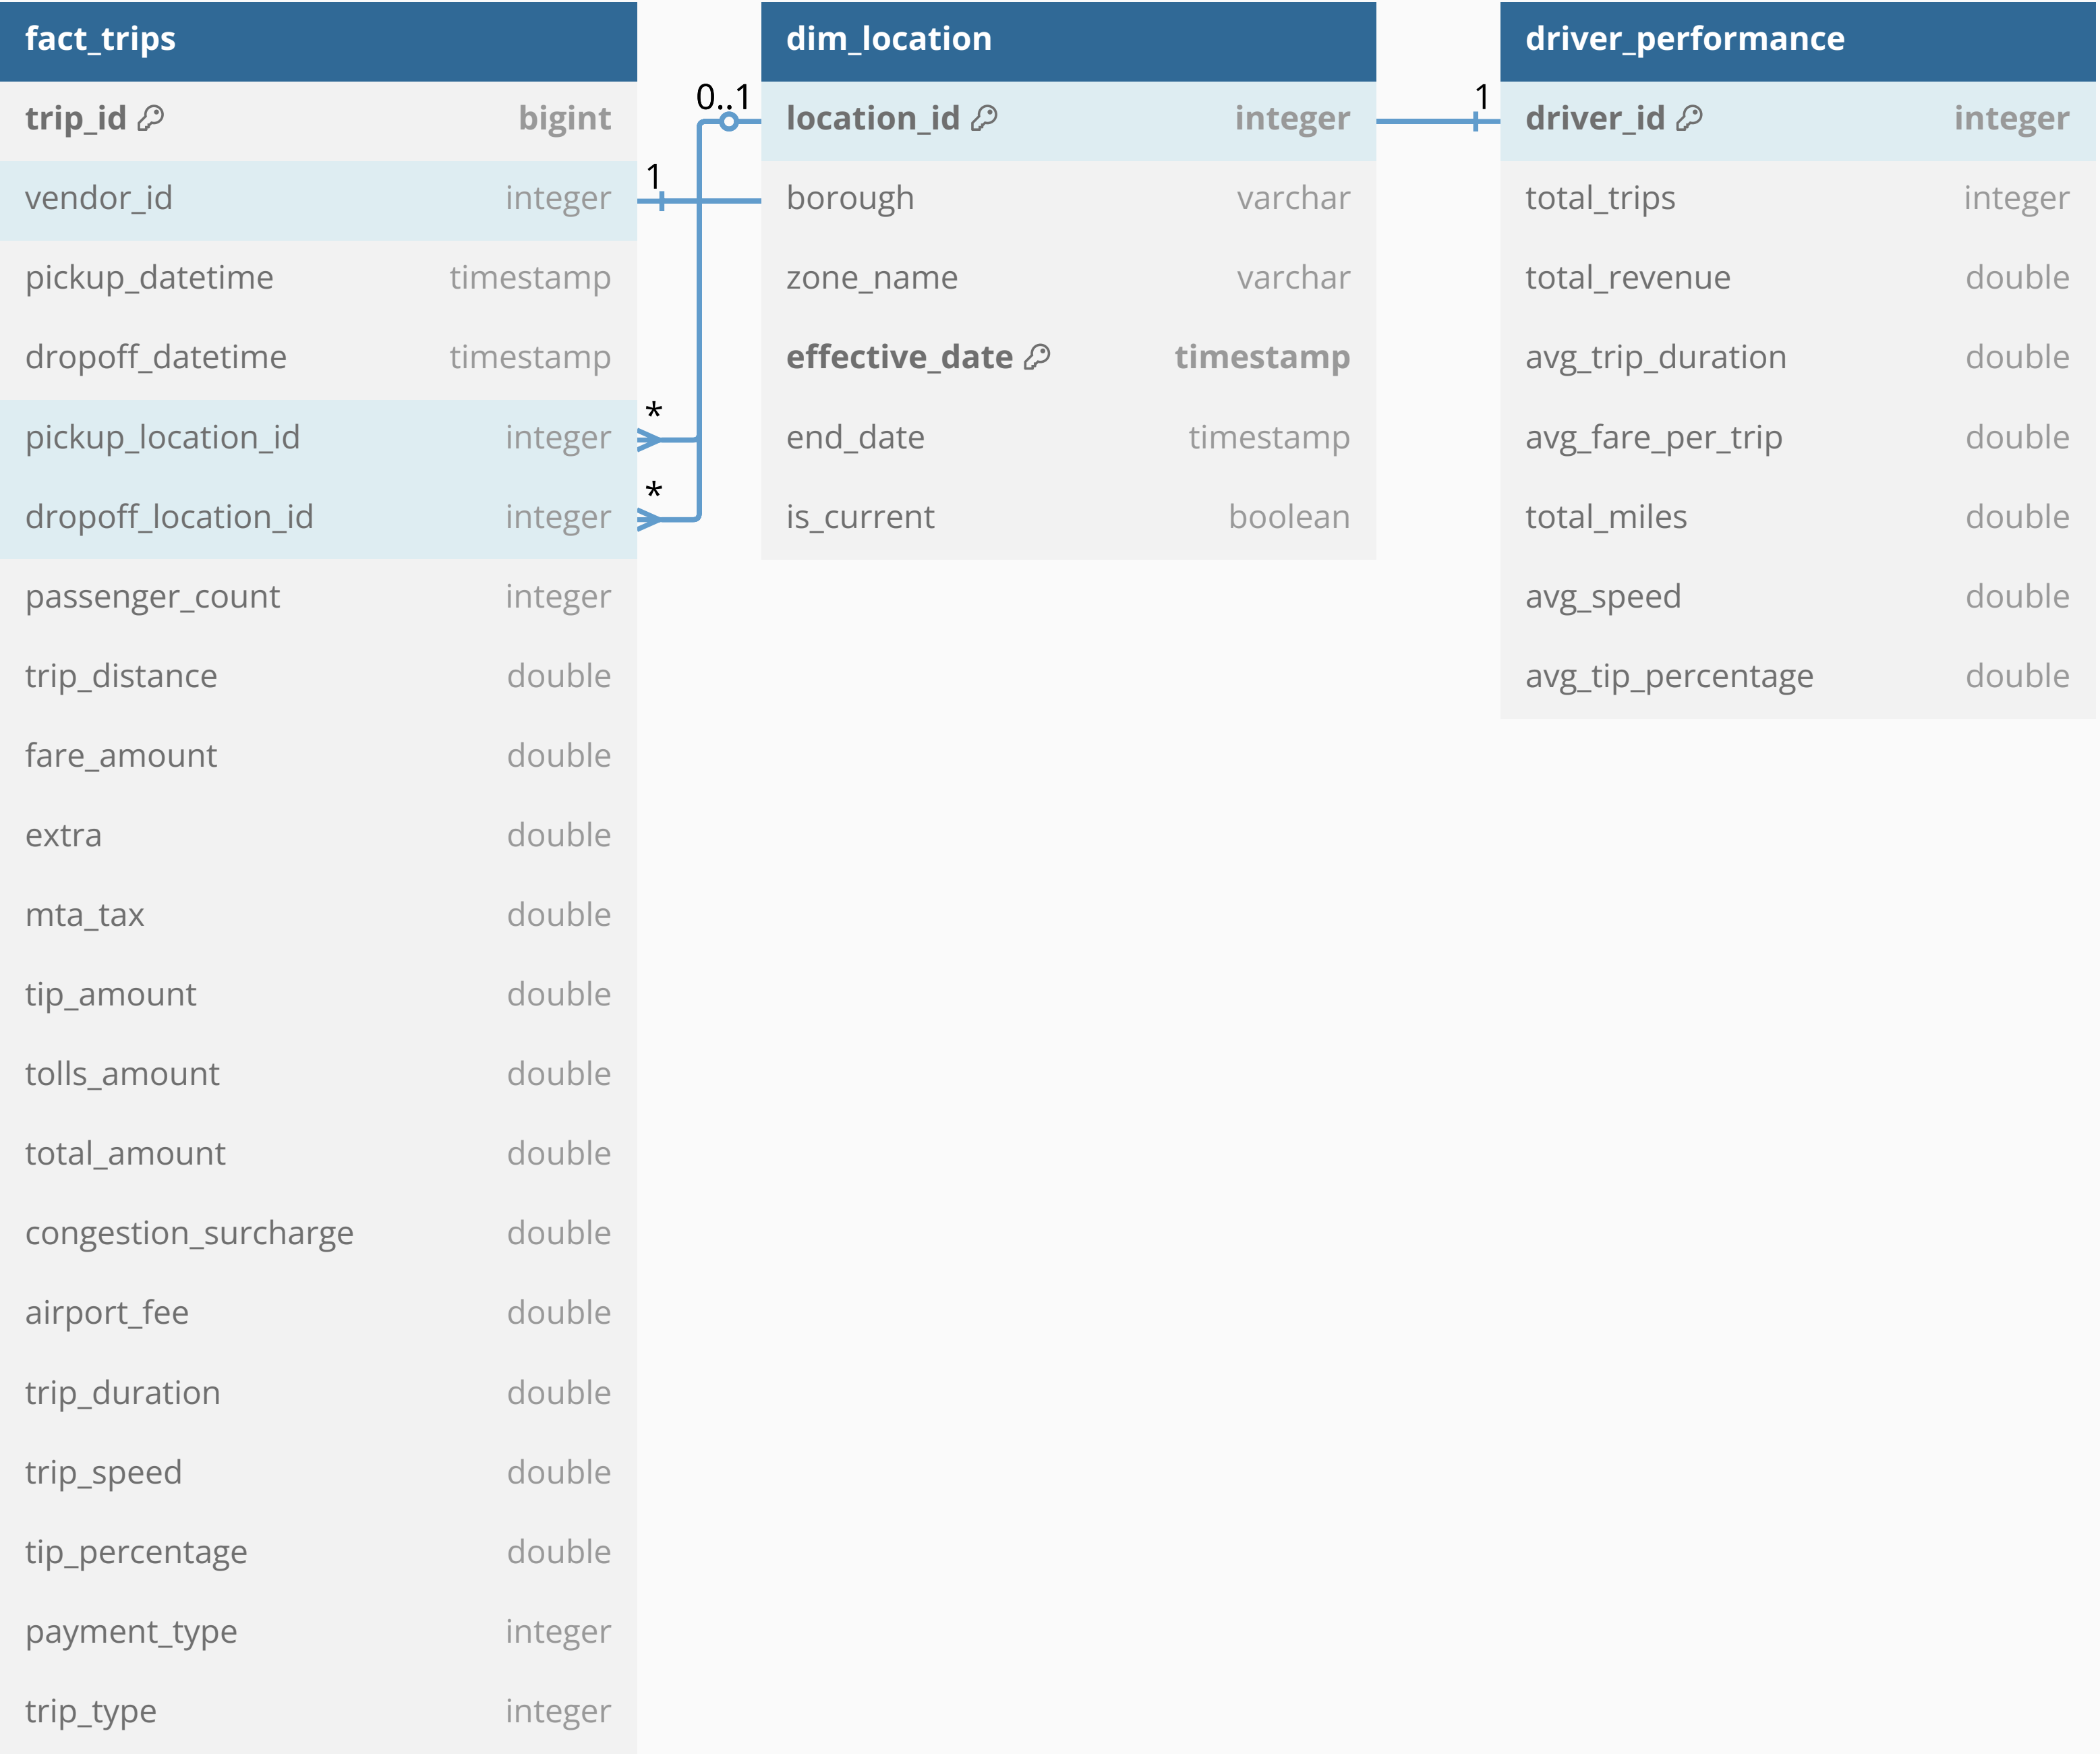 fact_trips
trip_id bigint
vendor_id integer
pickup_datetime timestamp
dropoff_datetime timestamp
pickup_location_id integer
dropoff_location_id integer
passenger_count integer
trip_distance double
fare_amount double
extra double
mta_tax double
tip_amount double
tolls_amount double
total_amount double
congestion_surcharge double
airport_fee double
trip_duration double
trip_speed double
tip_percentage double
payment_type integer
trip_type integer
0..1
1
*
*
dim_location
location_id integer
borough varchar
zone_name varchar
effective_date timestamp
end_date timestamp
is_current boolean
1
driver_performance
driver_id integer
total_trips integer
total_revenue double
avg_trip_duration double
avg_fare_per_trip double
total_miles double
avg_speed double
avg_tip_percentage double